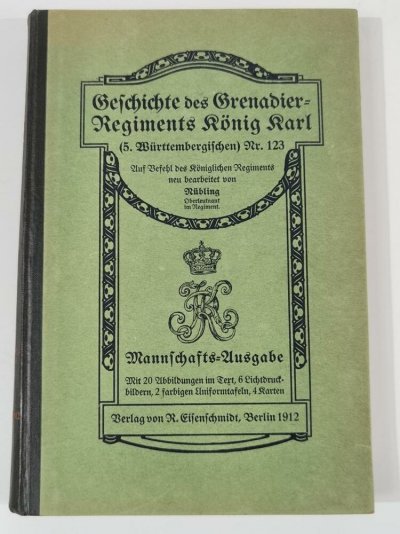 Geschichte des Grenadier-
Regiments König Karl
(5. Württembergischen) Nr. 123
Auf Befehl des Königlichen Regiments
neu bearbeitet von
Nübling
Oberleutnant
im Regiment.
Mannschafts-Ausgabe
Mit 20 Abbildungen im Text, 6 Lichtdruck-
bildern, 2 farbigen Uniformtafeln, 4 Karten
Verlag von R. Eisenschmidt, Berlin 1912